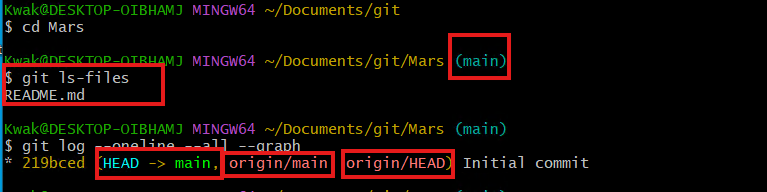 Kwak@DESKTOP-OIBHAMJ MINGW64 ~/Documents/git
$ cd Mars
Kwak@DESKTOP-OIBHAMJ MINGW64 ~/Documents/git/Mars (main)
$ git ls-files
README.md
Kwak@DESKTOP-OIBHAMJ MINGW64 ~/Documents/git/Mars (main)
$ git log --oneline --all --graph
* 219bced (HEAD -> main, origin/main, origin/HEAD) Initial commit